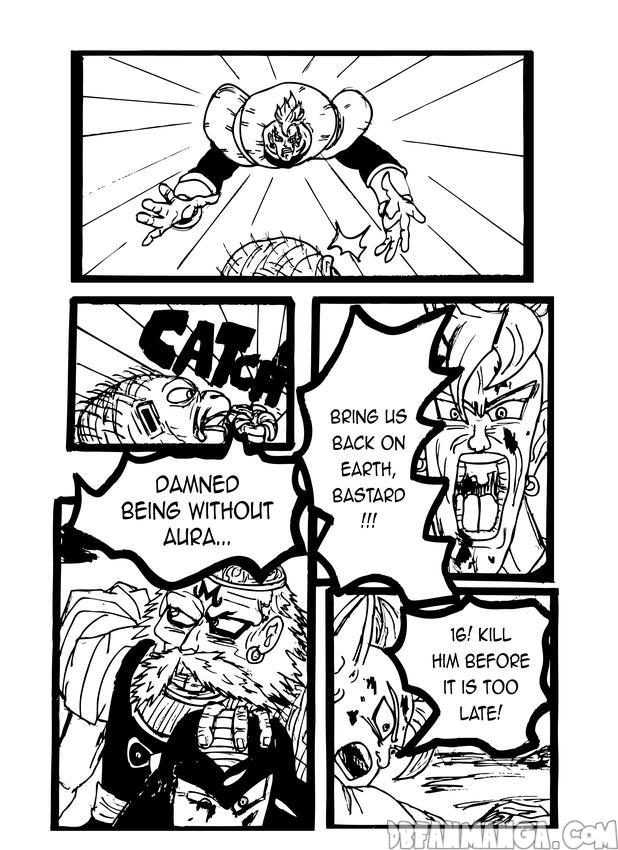 CATCH
BRING US
BACK ON
EARTH,
BASTARD
!!!
DAMNED
BEING WITHOUT
AURA...
16! KILL
HIM BEFORE
IT IS TOO
LATE!
DBFANMANGA.COM